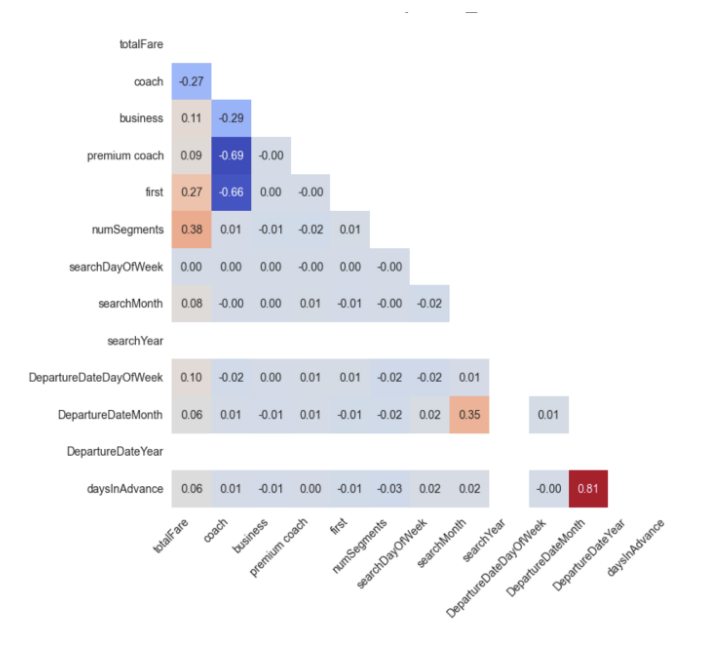 totalFare
coach -0.27
business 0.11 -0.29
premium coach 0.09 -0.69 -0.00
first 0.27 -0.66 0.00 -0.00
numSegments 0.38 0.01 -0.01 -0.02 0.01
searchDayOfWeek 0.00 0.00 0.00 -0.00 0.00 -0.00
searchMonth 0.08 -0.00 0.00 0.01 -0.01 -0.00 -0.02
searchYear
DepartureDateDayOfWeek 0.10 -0.02 0.00 0.01 0.01 -0.02 -0.02 0.01
DepartureDateMonth 0.06 0.01 -0.01 0.01 -0.01 -0.02 0.02 0.35 0.01
DepartureDateYear
daysInAdvance 0.06 0.01 -0.01 0.00 -0.01 -0.03 0.02 0.02 -0.00 0.81
totalFare
coach
business
premium coach
first
numSegments
searchDayOfWeek
searchMonth
searchYear
DepartureDateDayOfWeek
DepartureDateMonth
DepartureDateYear
daysInAdvance